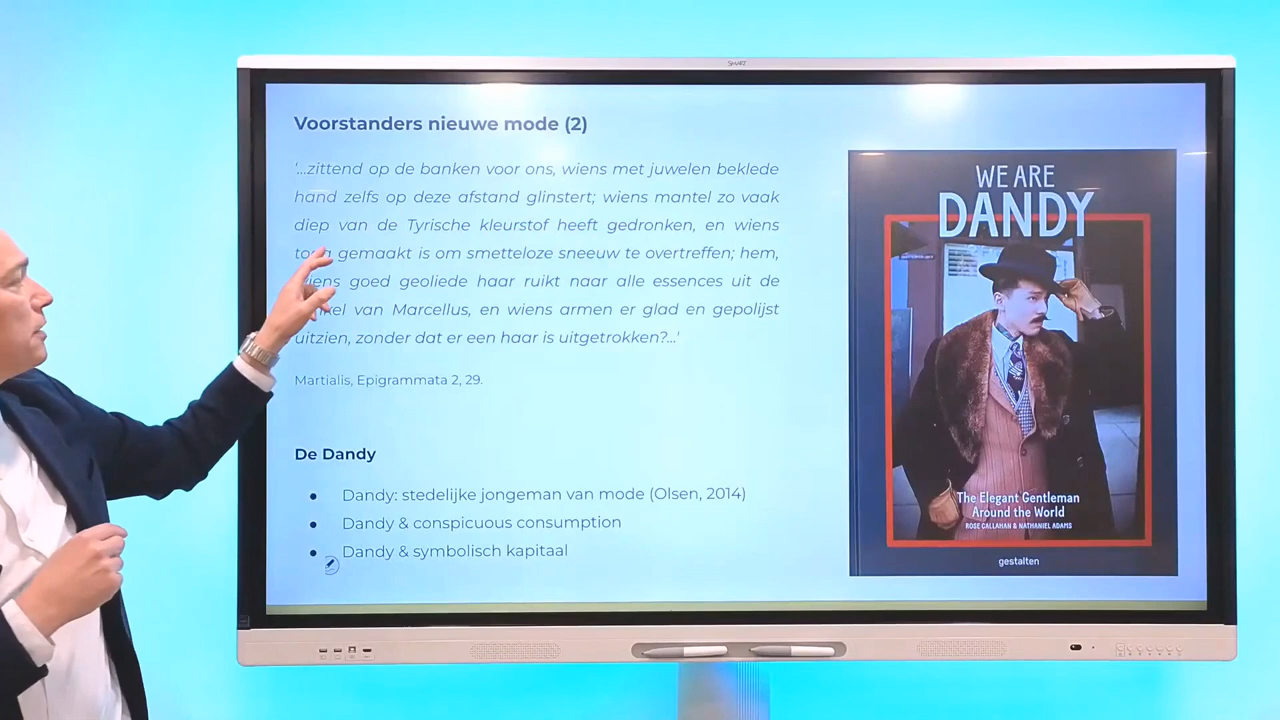 SMART
Voorstanders nieuwe mode (2)
'...zittend op de banken voor ons, wiens met juwelen beklede
hand zelfs op deze afstand glinstert; wiens mantel zo vaak
diep van de Tyrische kleurstof heeft gedronken, en wiens
gemaakt is om smetteloze sneeuw te overtreffen; hem,
goed geoliede haar ruikt naar alle essences uit de
van Marcellus, en wiens armen er glad en gepolijst
uitzien, zonder dat er een haar is uitgetrokken?...'
Martialis, Epigrammata 2, 29.
De Dandy
• Dandy: stedelijke jongeman van mode (Olsen, 2014)
• Dandy & conspicuous consumption
• Dandy & symbolisch kapitaal
WE ARE
DANDY
The Elegant Gentleman
Around the World
ROSE CALLAHAN & NATHANIEL ADAMS
gestalten